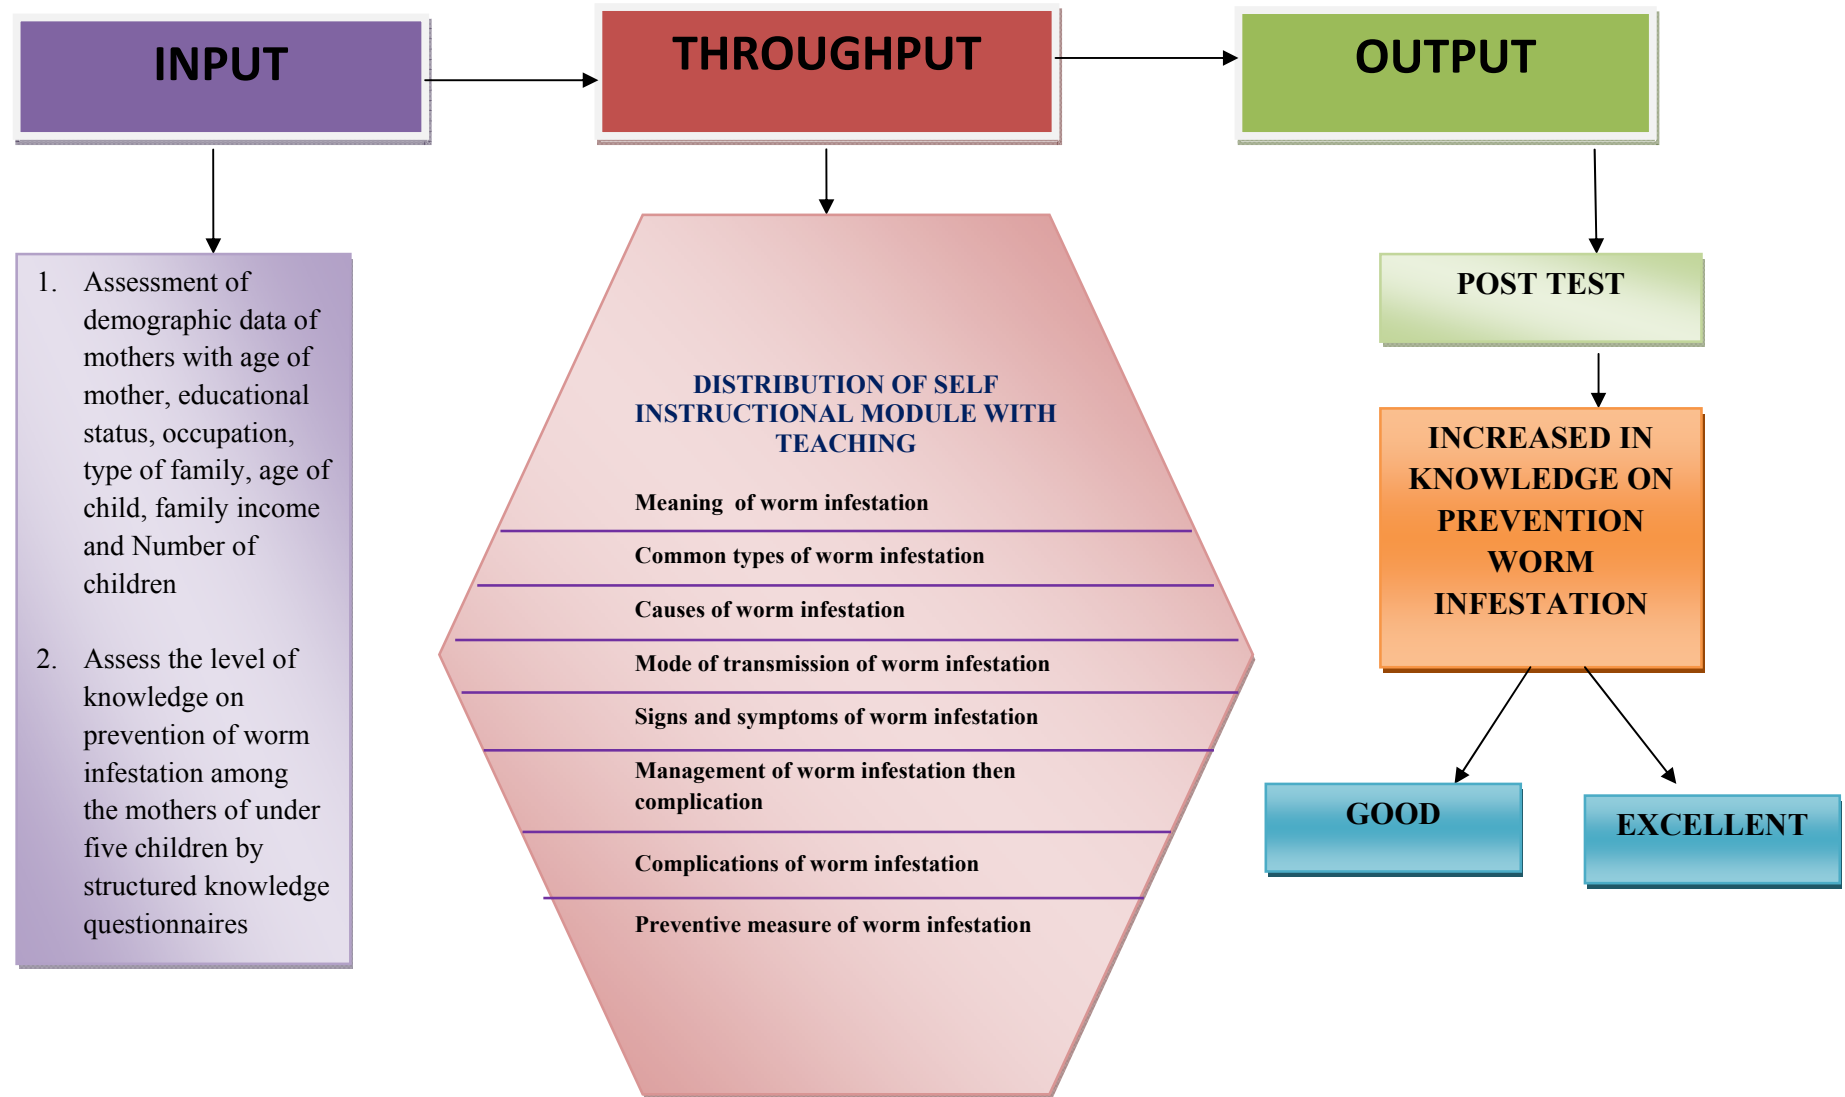 INPUT
THROUGHPUT
OUTPUT
1. Assessment of
demographic data of
mothers with age of
mother, educational
status, occupation,
type of family, age of
child, family income
and Number of
children
2. Assess the level of
knowledge on
prevention of worm
infestation among
the mothers of under
five children by
structured knowledge
questionnaires
DISTRIBUTION OF SELF
INSTRUCTIONAL MODULE WITH
TEACHING
Meaning of worm infestation
Common types of worm infestation
Causes of worm infestation
Mode of transmission of worm infestation
Signs and symptoms of worm infestation
Management of worm infestation then
complication
Complications of worm infestation
Preventive measure of worm infestation
POST TEST
INCREASED IN
KNOWLEDGE ON
PREVENTION
WORM
INFESTATION
GOOD
EXCELLENT